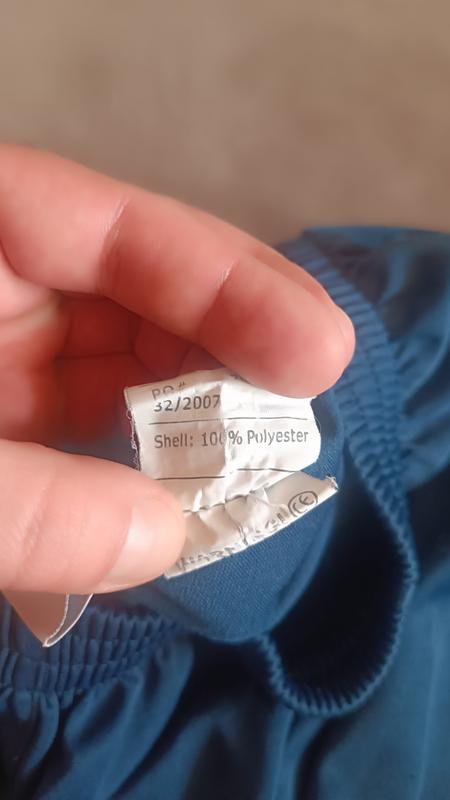 PO #
32/2007
Shell: 100% Polyester